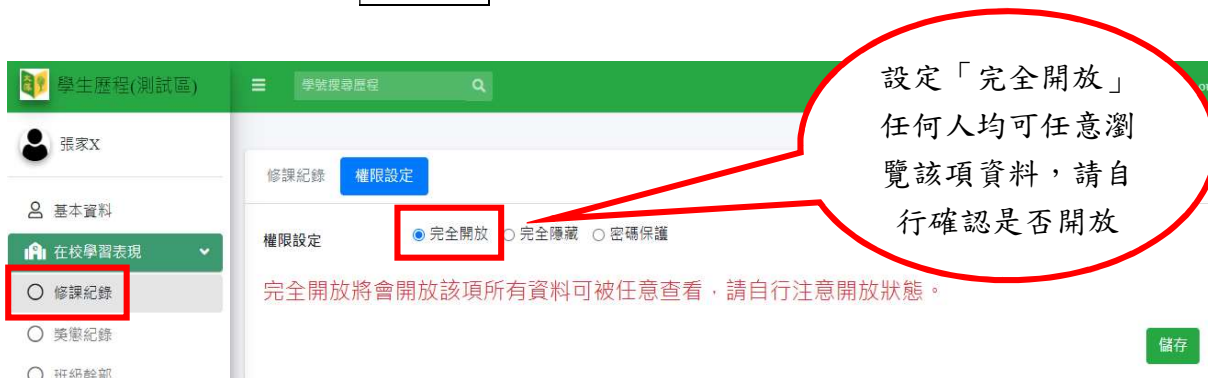 學生歷程(測試區)
學號搜尋歷程
設定「完全開放」
任何人均可任意瀏
覽該項資料，請自
行確認是否開放
張家X
修課紀錄 權限設定
基本資料
權限設定 完全開放 完全隱藏 密碼保護
在校學習表現
修課紀錄
完全開放將會開放該項所有資料可被任意查看，請自行注意開放狀態。
獎懲紀錄
儲存
班級幹部